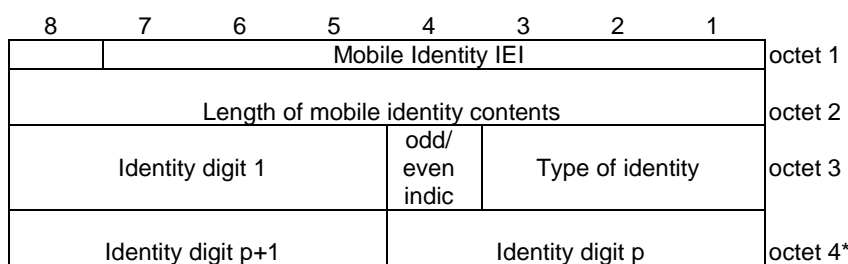 8 7 6 5 4 3 2 1
Mobile Identity IEI octet 1
Length of mobile identity contents octet 2
odd/
Identity digit 1 even Type of identity octet 3
indic
Identity digit p+1 Identity digit p octet 4*